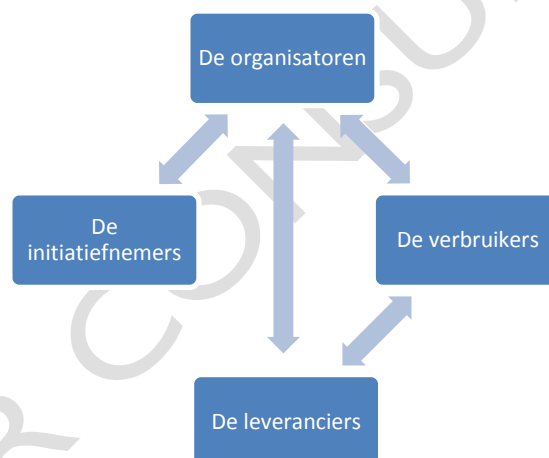 De organisatoren
De
initiatiefnemers
De verbruikers
De leveranciers